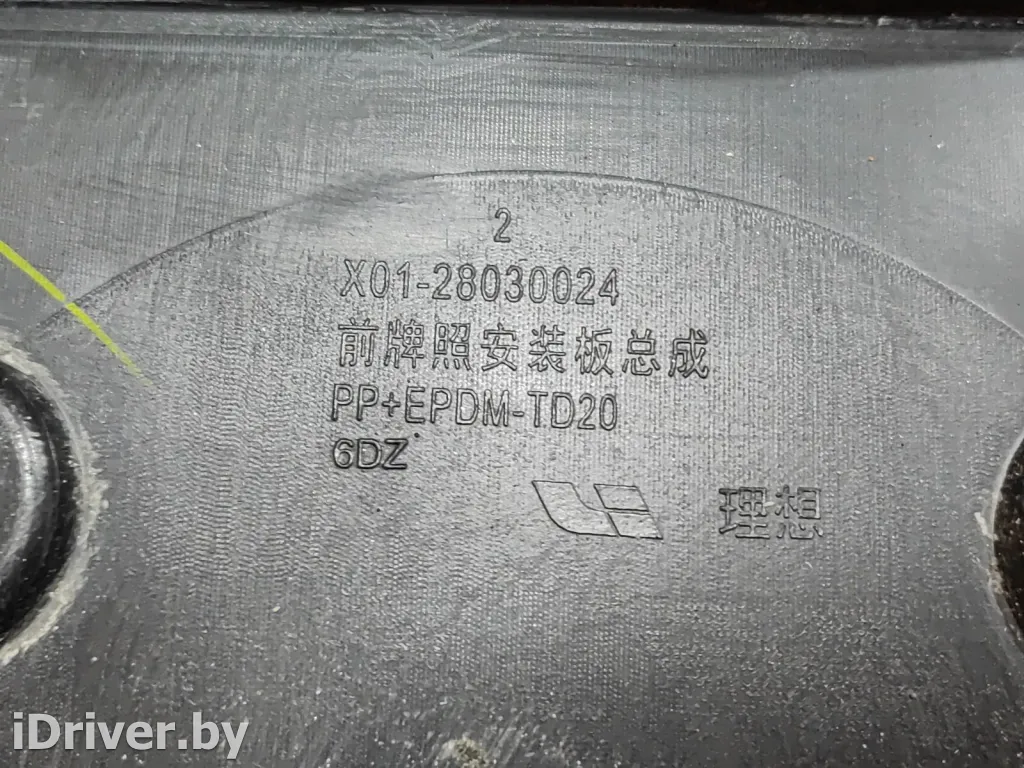 2
X01-28030024
前牌照安装板总成
PP+EPDM-TD20
6DZ
理想
iDriver.by